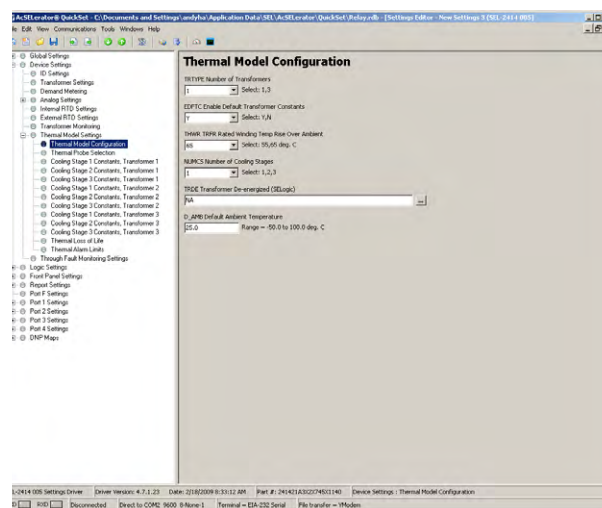 AcSELerator® QuickSet - C:\Documents and Settings\andyha\Application Data\SEL\AcSELerator\QuickSet\Relay.rdb - [Settings Editor - New Settings 3 (SEL-2414 005)]
Edit View Communications Tools Windows Help
Global Settings
Device Settings
ID Settings
Transformer Settings
Demand Metering
Analog Settings
Internal RTD Settings
External RTD Settings
Transformer Monitoring
Thermal Model Settings
Thermal Model Configuration
Thermal Probe Selection
Cooling Stage 1 Constants, Transformer 1
Cooling Stage 2 Constants, Transformer 1
Cooling Stage 3 Constants, Transformer 1
Cooling Stage 1 Constants, Transformer 2
Cooling Stage 2 Constants, Transformer 2
Cooling Stage 3 Constants, Transformer 2
Cooling Stage 1 Constants, Transformer 3
Cooling Stage 2 Constants, Transformer 3
Cooling Stage 3 Constants, Transformer 3
Thermal Loss of Life
Thermal Alarm Limits
Through Fault Monitoring Settings
Logic Settings
Front Panel Settings
Report Settings
Port F Settings
Port 1 Settings
Port 2 Settings
Port 3 Settings
Port 4 Settings
DNP Maps
Thermal Model Configuration
TRTYPE Number of Transformers
1 Select: 1,3
EDFTC Enable Default Transformer Constants
Y Select: Y,N
THWR TRFR Rated Winding Temp Rise Over Ambient
65 Select: 55,65 deg. C
NUMCS Number of Cooling Stages
1 Select: 1,2,3
TRDE Transformer De-energized (SELogic)
NA ...
D_AMB Default Ambient Temperature
25.0 Range = -50.0 to 100.0 deg. C
005 Settings Driver Driver Version: 4.7.1.23 Date: 2/18/2009 8:33:12 AM Part #: Device Settings : Thermal Model Configuration
RXD Disconnected Direct to COM2 9600 8-None-1 Terminal = EIA-232 Serial File transfer = YModem